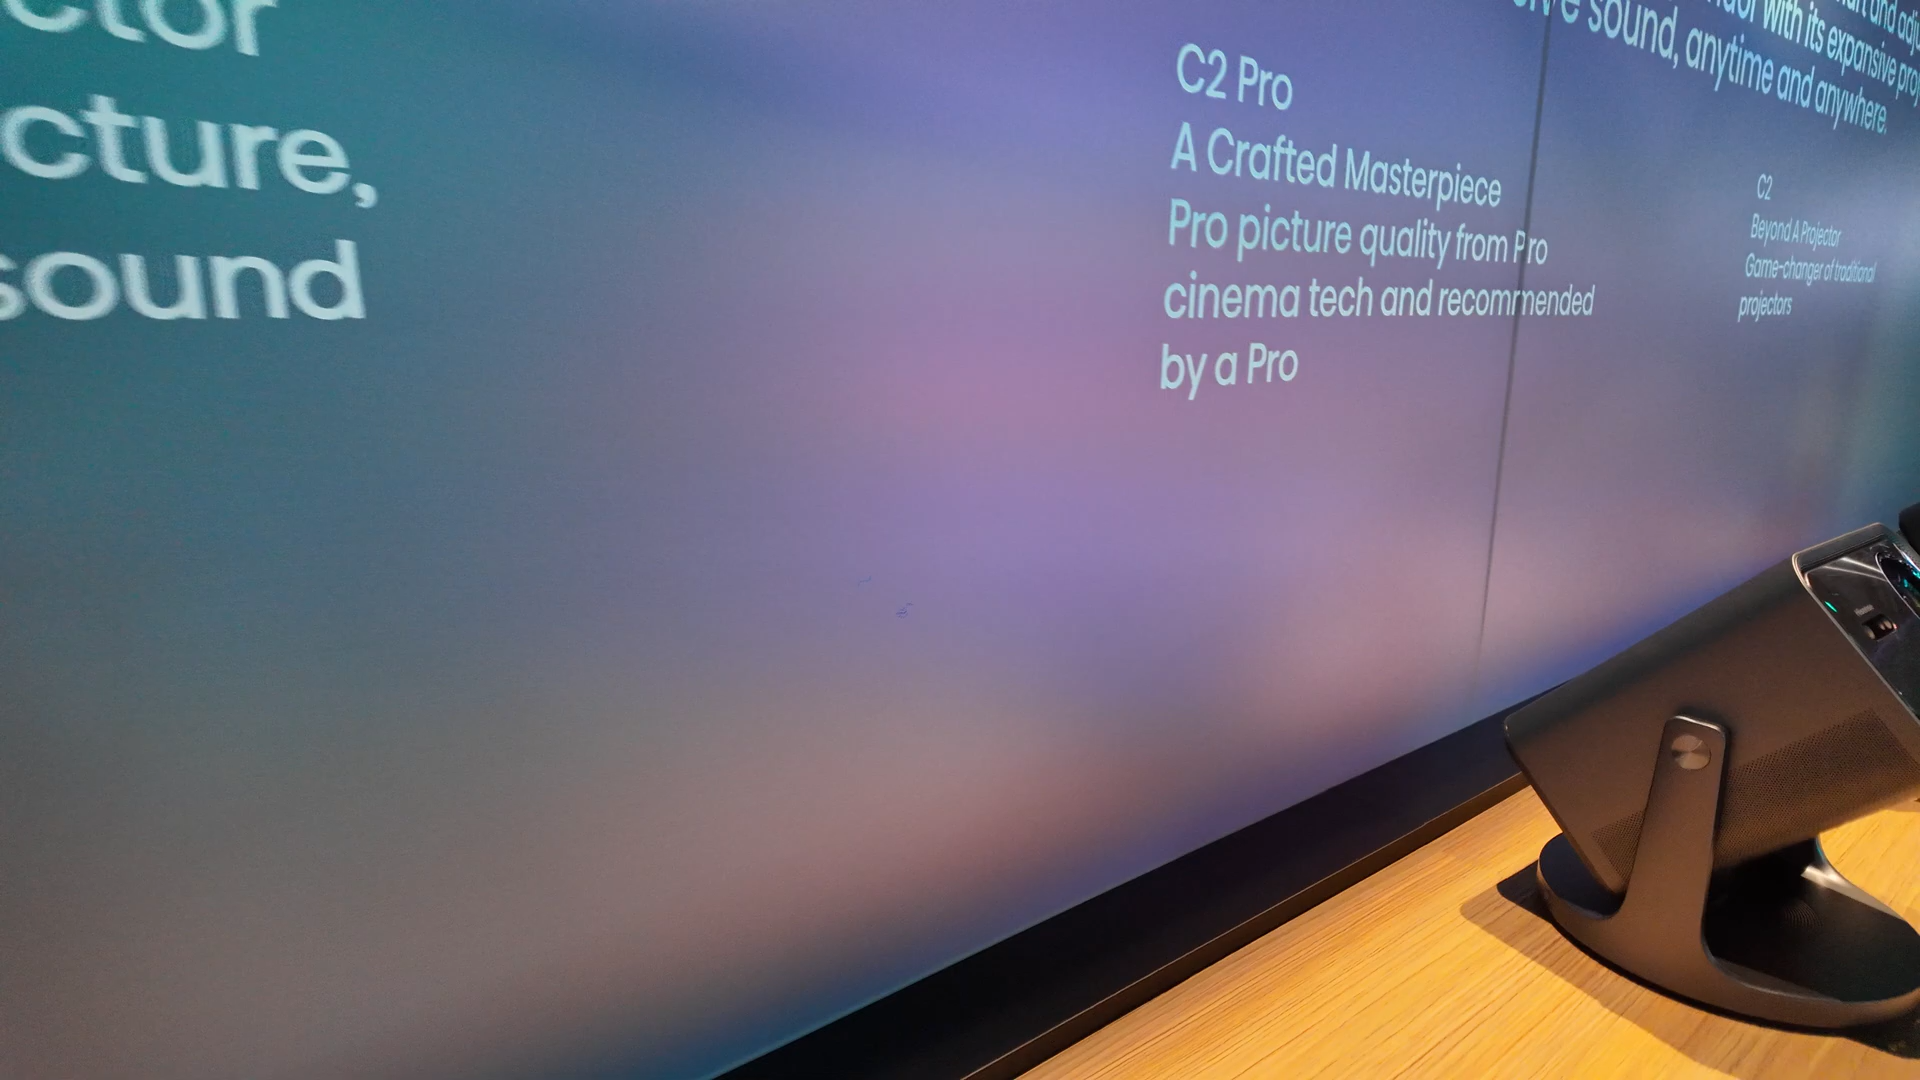 ctor
cture,
sound
C2 Pro
A Crafted Masterpiece
Pro picture quality from Pro
cinema tech and recommended
by a Pro
with its expansive
sound, anytime and anywhere.
C2
Beyond A Projector
Game-changer of traditional
projectors